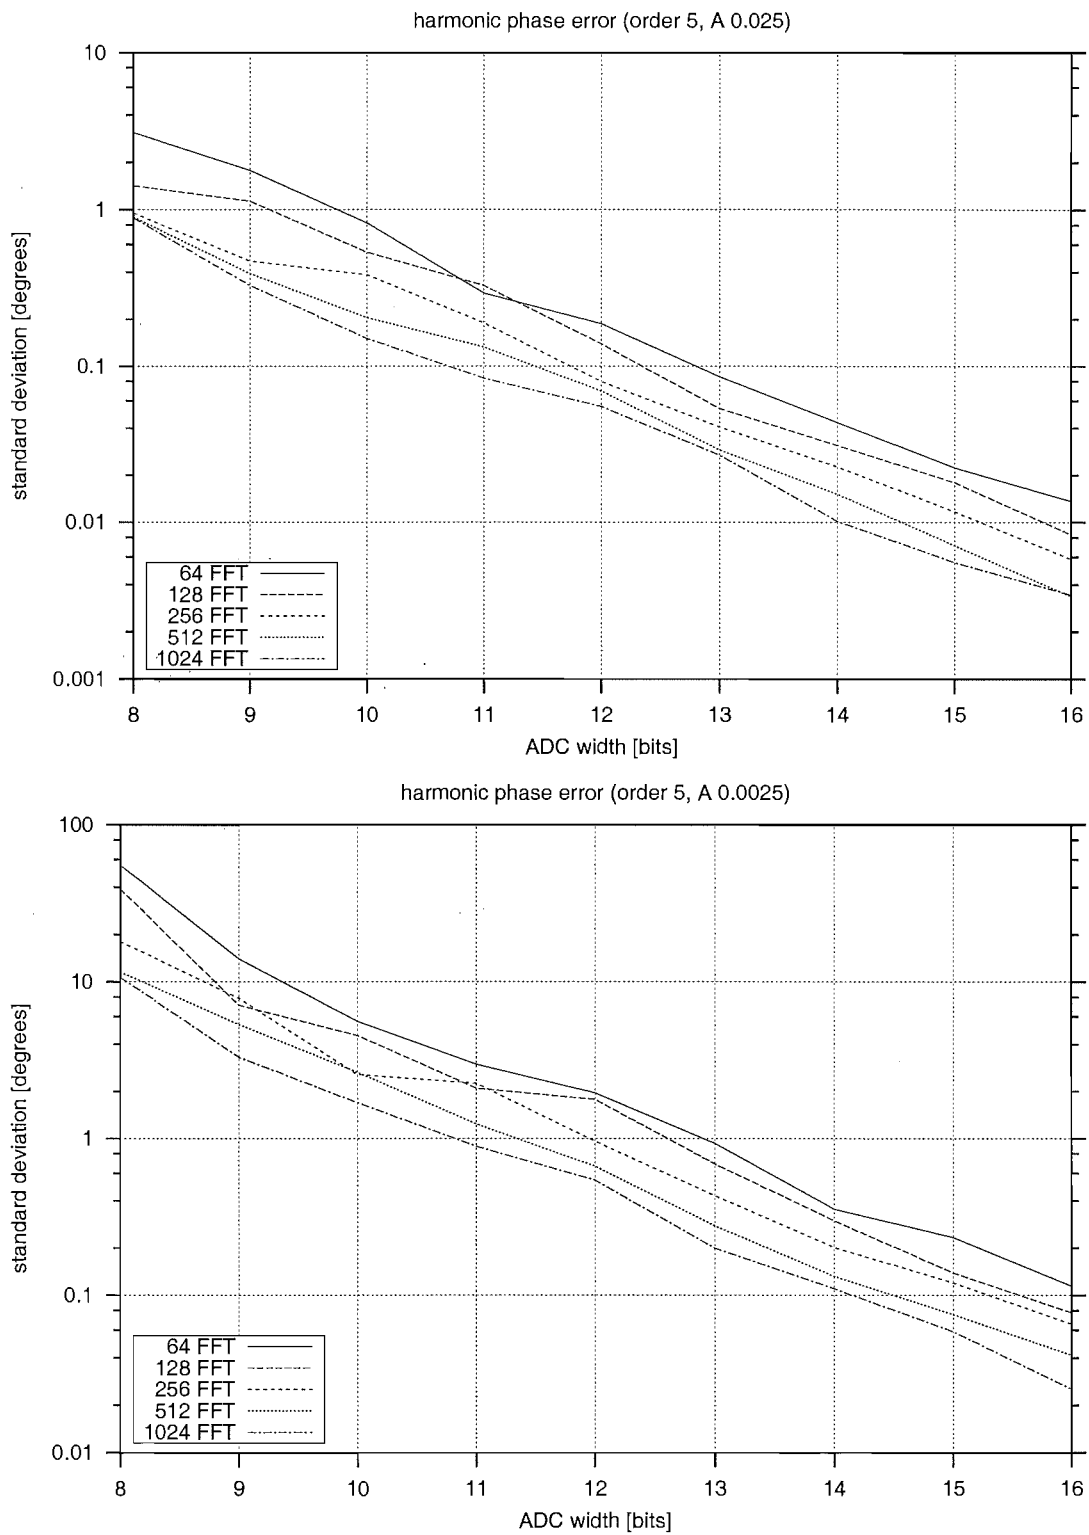 harmonic phase error (order 5, A 0.025)
10
1
0.1
0.01
0.001
standard deviation [degrees]
64 FFT
128 FFT
256 FFT
512 FFT
1024 FFT
8 9 10 11 12 13 14 15 16
ADC width [bits]
harmonic phase error (order 5, A 0.0025)
100
10
1
0.1
0.01
standard deviation [degrees]
64 FFT
128 FFT
256 FFT
512 FFT
1024 FFT
8 9 10 11 12 13 14 15 16
ADC width [bits]